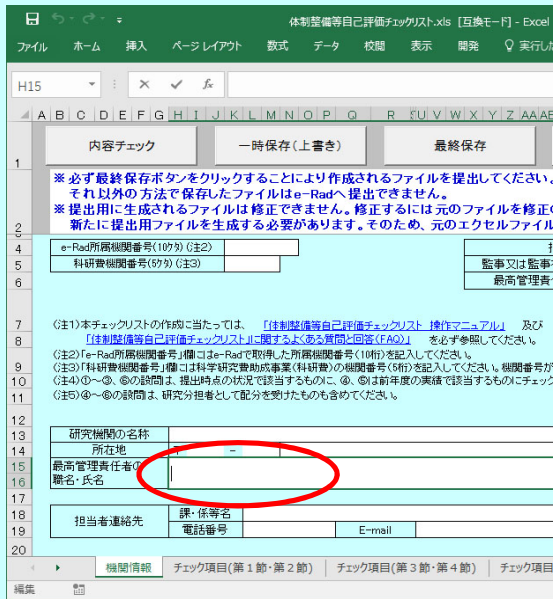 体制整備等自己評価チェックリスト.xls [互換モード] - Excel
ファイル ホーム 挿入 ページ レイアウト 数式 データ 校閲 表示 開発 実行した
H15 fx
A B C D E F G H I J K L M N O P Q R U V W X Y Z AA AE
内容チェック 一時保存(上書き) 最終保存
1
※必ず最終保存ボタンをクリックすることにより作成されるファイルを提出してください。
それ以外の方法で保存したファイルはe-Radへ提出できません。
※提出用に生成されるファイルは修正できません。修正するには元のファイルを修正の
2 新たに提出用ファイルを生成する必要があります。そのため、元のエクセルファイル
4 e-Rad所属機関番号(10ケタ)(注2)
5 科研費機関番号(5ケタ)(注3) 監事又は監事
6 最高管理責
7 (注1)本チェックリストの作成に当たっては、 「体制整備等自己評価チェックリスト 操作マニュアル」 及び
8 「体制整備等自己評価チェックリスト」に関するよくある質問と回答(FAQ)」 を必ず参照してください。
(注2)「e-Rad所属機関番号」欄にはe-Radで取得した所属機関番号(10桁)を記入してください。
9 (注3)「科研費機関番号」欄には科学研究費助成事業(科研費)の機関番号(5桁)を記入してください。機関番号が
10 (注4)①~③、⑥の設問は、提出時点の状況で該当するものに、④、⑤は前年度の実績で該当するものにチェック
11 (注5)④~⑥の設問は、研究分担者として配分を受けたものも含めてください。
12
13 研究機関の名称
14 所在地 〒 -
15 最高管理責任者の
16 職名・氏名
17
18 担当者連絡先 課・係等名
19 電話番号 E-mail
20
機関情報 チェック項目(第1節・第2節) チェック項目(第3節・第4節) チェック項目
編集